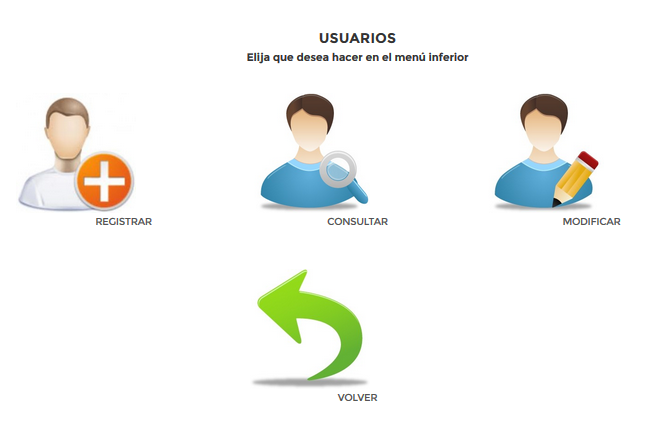 USUARIOS
Elija que desea hacer en el menú inferior
REGISTRAR
CONSULTAR
MODIFICAR
VOLVER